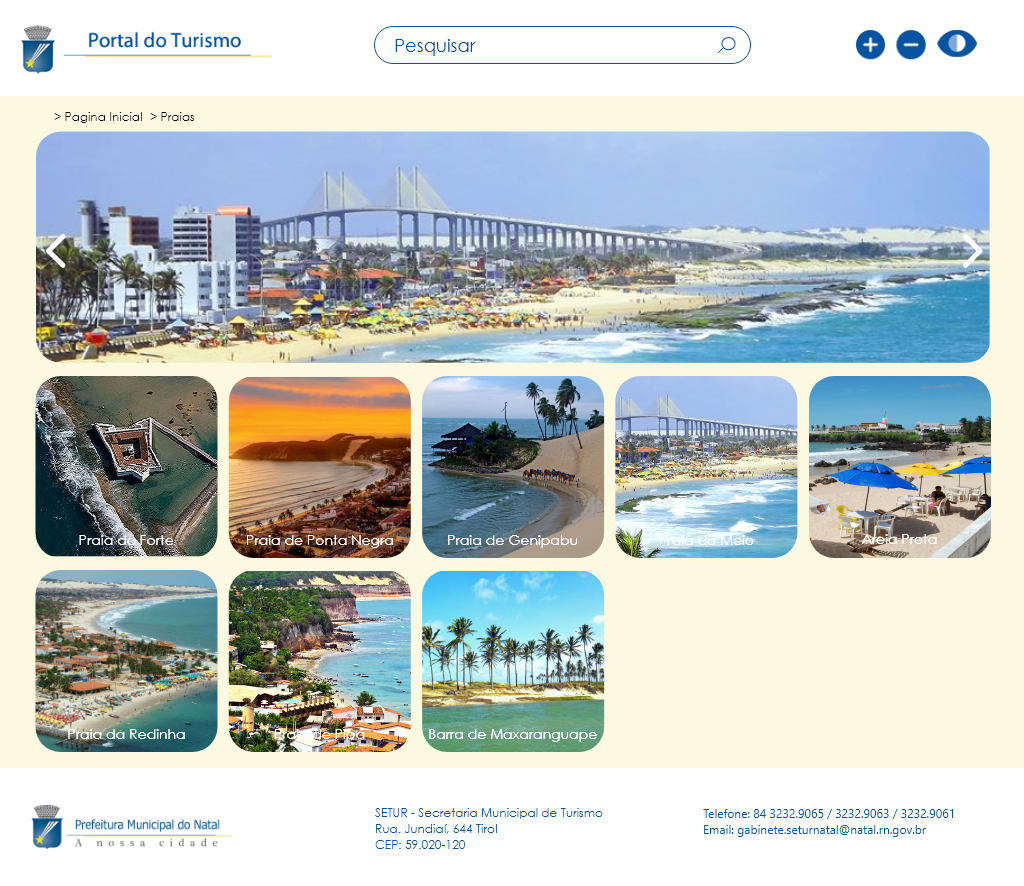 Portal do Turismo
Pesquisar
> Pagina Inicial > Praias
Praia do Forte
Praia de Ponta Negra
Praia de Genipabu
Praia do Meio
Areia Preta
Praia da Redinha
Praia de Pipa
Barra de Maxaranguape
Prefeitura Municipal do Natal
A nossa cidade
SETUR - Secretaria Municipal de Turismo
Rua. Jundiaí, 644 Tirol
CEP: 59.020-120
Telefone: 84 3232.9065 / 3232.9063 / 3232.9061
Email: gabinete.seturnatal@natal.rn.gov.br